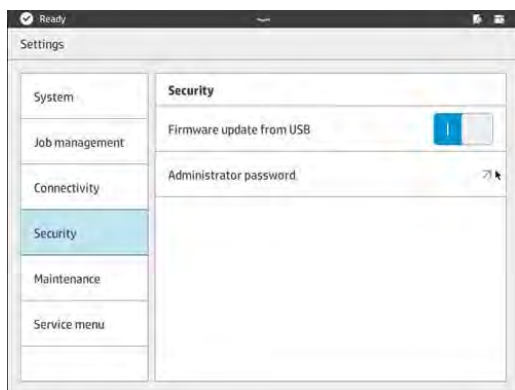 Ready
Settings
System
Job management
Connectivity
Security
Maintenance
Service menu
Security
Firmware update from USB
Administrator password